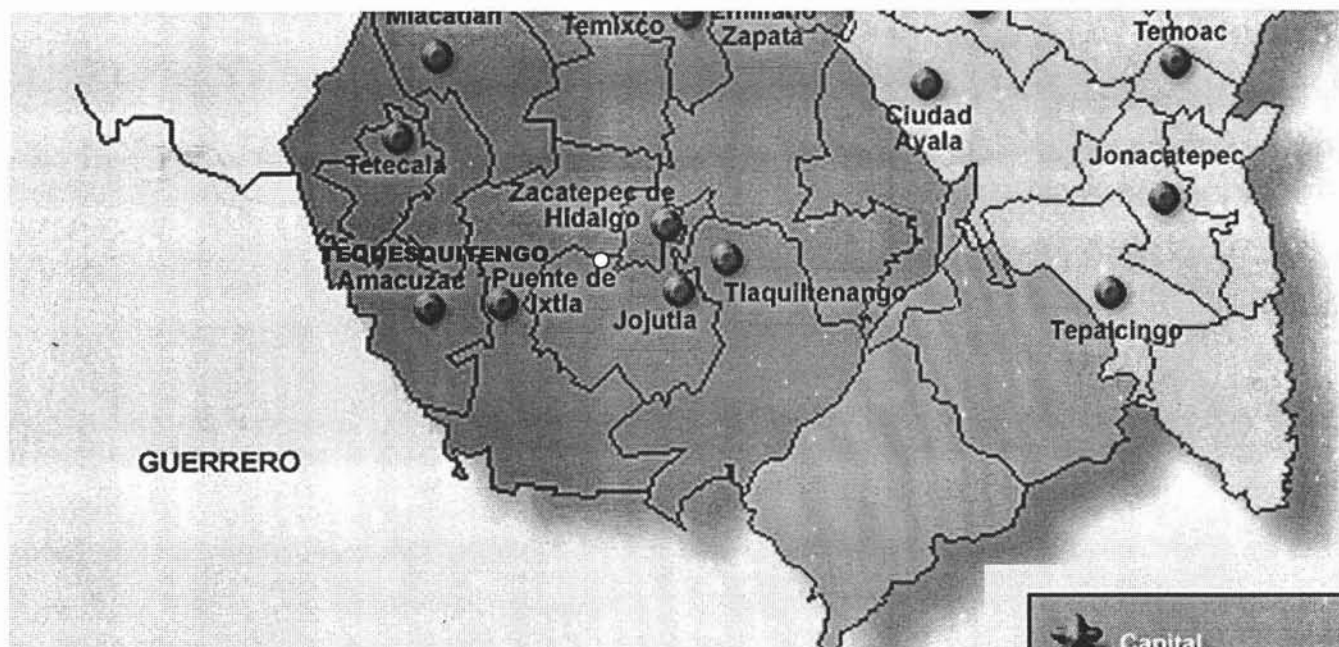 Miacatlán
Temixco
Emiliano
Zapata
Temoac
Ciudad
Ayala
Tetecala
Jonacatepec
Zacatepec de
Hidalgo
TEQUESQUITENGO
Amacuzac
Puente de
Ixtla
Jojutla
Tlaquiltenango
Tepalcingo
GUERRERO
Capital